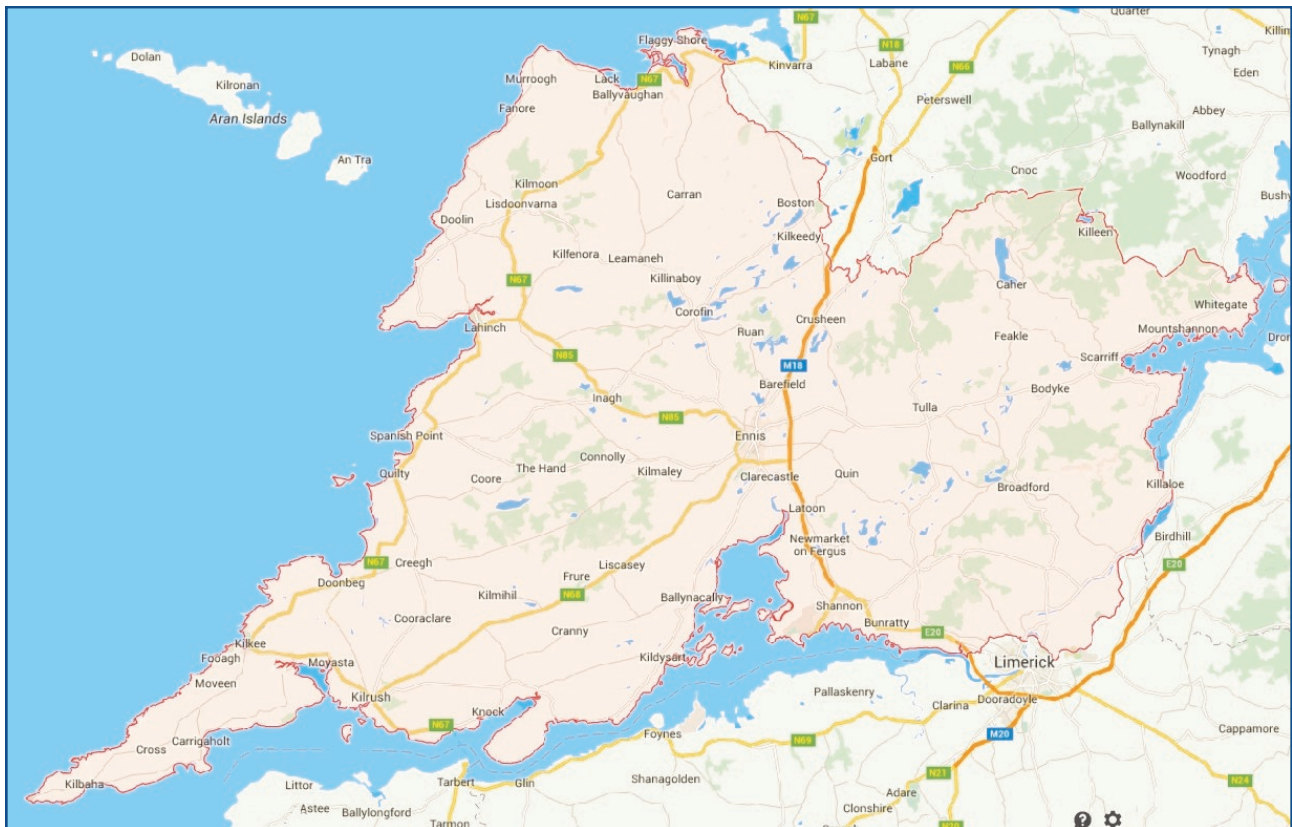 Quarter
N67
Dolan
Flaggy Shore
N18
Tynagh
Kinvarra
Labane
N66
Eden
Murroogh
Lack
N67
Kilronan
Ballyvaughan
Peterswell
Fanore
Abbey
Aran Islands
Ballynakill
An Tra
Gort
Cnoc
Woodford
Kilmoon
Carran
Lisdoonvarna
Boston
Doolin
Kilkeedy
Killeen
Kilfenora
Leamaneh
N67
Killinaboy
Caher
Whitegate
Corofin
Lahinch
Ruan
Crusheen
Mountshannon
Feakle
N85
Scarriff
M18
Barefield
Bodyke
Inagh
Tulla
N85
Spanish Point
Ennis
Connolly
The Hand
Kilmaley
Quilty
Coore
Clarecastle
Quin
Broadford
Killaloe
Latoon
Newmarket
on Fergus
Birdhill
N67
Creegh
E20
Doonbeg
Frure
Liscasey
Kilmihil
N68
Ballynacally
Shannon
Cooraclare
Bunratty
Cranny
E20
Kilkee
Fooagh
Moyasta
Kildysart
Limerick
Moveen
Kilrush
Pallaskenry
Dooradoyle
Knock
Clarina
N67
Cross
Carrigaholt
Foynes
N69
M20
Cappamore
Kilbaha
Littor
Tarbert
Glin
Shanagolden
N21
N24
Adare
Astee
Ballylongford
Clonshire
Tarmon